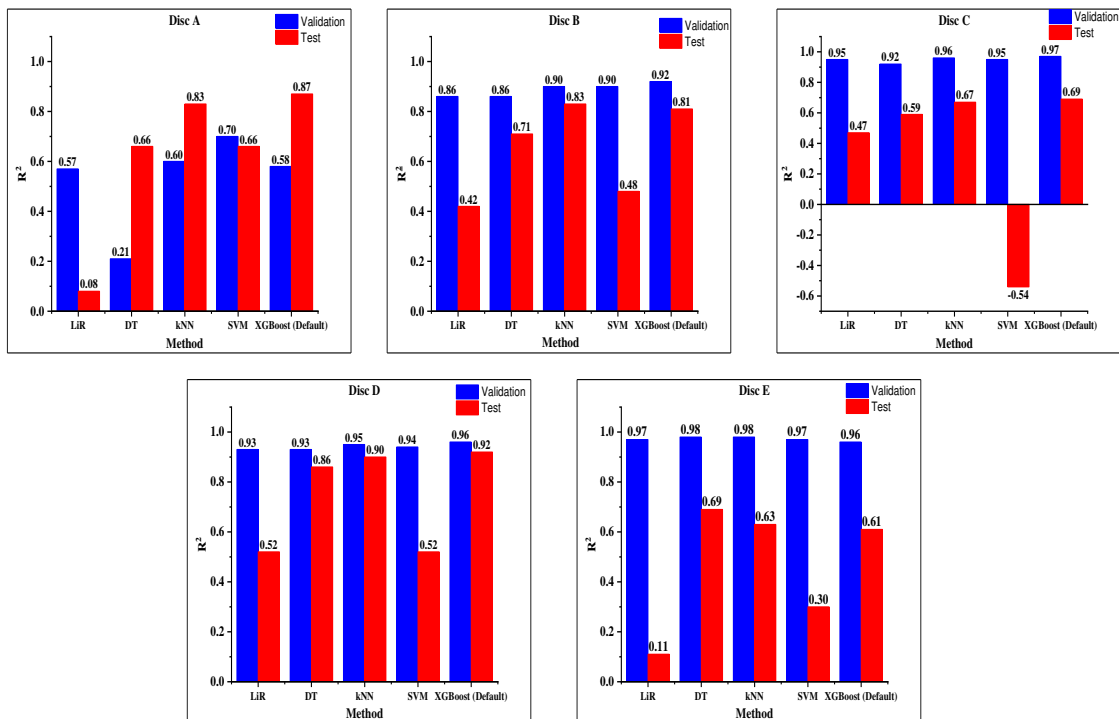 Disc A
Validation
Test
R²
1.0
0.8
0.6
0.4
0.2
0.0
0.57
0.08
0.21
0.66
0.60
0.83
0.70
0.66
0.58
0.87
LiR DT kNN SVM XGBoost (Default)
Method
Disc B
Validation
Test
R²
1.0
0.8
0.6
0.4
0.2
0.0
0.86
0.42
0.86
0.71
0.90
0.83
0.90
0.48
0.92
0.81
LiR DT kNN SVM XGBoost (Default)
Method
Disc C
Validation
Test
R²
1.0
0.8
0.6
0.4
0.2
0.0
-0.2
-0.4
-0.6
0.95
0.47
0.92
0.59
0.96
0.67
0.95
-0.54
0.97
0.69
LiR DT kNN SVM XGBoost (Default)
Method
Disc D
Validation
Test
R²
1.0
0.8
0.6
0.4
0.2
0.0
0.93
0.52
0.93
0.86
0.95
0.90
0.94
0.52
0.96
0.92
LiR DT kNN SVM XGBoost (Default)
Method
Disc E
Validation
Test
R²
1.0
0.8
0.6
0.4
0.2
0.0
0.97
0.11
0.98
0.69
0.98
0.63
0.97
0.30
0.96
0.61
LiR DT kNN SVM XGBoost (Default)
Method